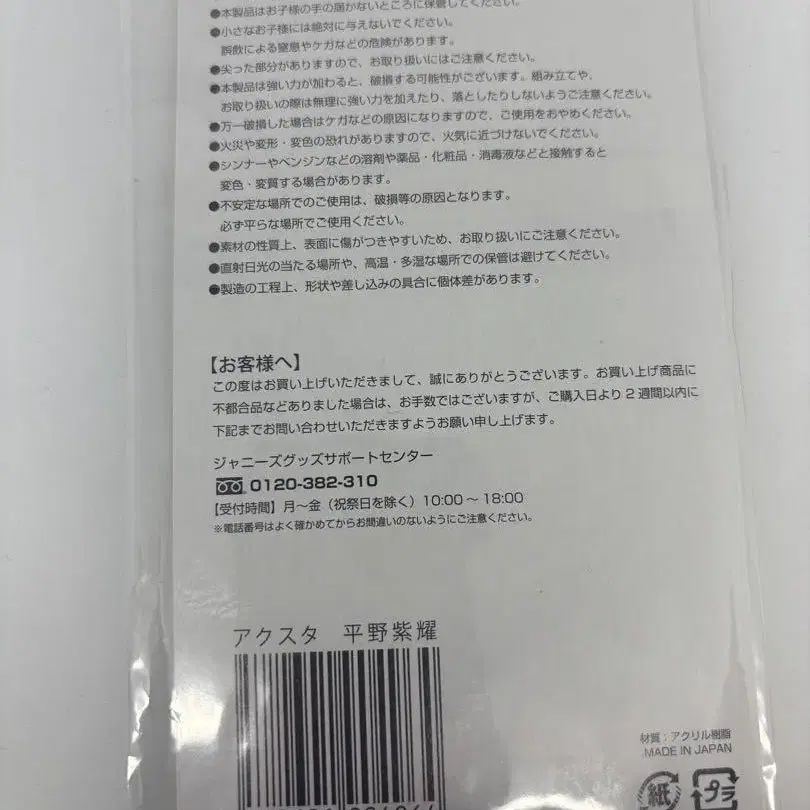 ●本製品はお子様の手の届かないところに保管してください。
●小さなお子様には絶対に与えないでください。
誤飲による窒息やケガなどの危険があります。
●尖った部分がありますので、お取り扱いにはご注意ください。
●本製品は強い力が加わると、破損する可能性がございます。組み立てや、
お取り扱いの際は無理に強い力を加えたり、落としたりしないようご注意ください。
●万一破損した場合はケガなどの原因になりますので、ご使用をおやめください。
●火災や変形・変色の恐れがありますので、火気に近づけないでください。
●シンナーやベンジンなどの溶剤や薬品・化粧品・消毒液などと接触すると
変色・変質する場合があります。
●不安定な場所でのご使用は、破損等の原因となります。
必ず平らな場所でご使用ください。
●素材の性質上、表面に傷がつきやすいため、お取り扱いにご注意ください。
●直射日光の当たる場所や、高温・多湿な場所での保管は避けてください。
●製造の工程上、形状や差し込みの具合に個体差があります。
【お客様へ】
この度はお買い上げいただきまして、誠にありがとうございます。お買い上げ商品に
不都合品などありました場合は、お手数ではございますが、ご購入日より2週間以内に
下記までお問い合わせいただきますようお願い申し上げます。
ジャニーズグッズサポートセンター
0120-382-310
【受付時間】月～金（祝祭日を除く）10:00～18:00
※電話番号はよく確かめてからお間違いのないようにご注意ください。
アクスタ　平野紫耀
材質：アクリル樹脂
MADE IN JAPAN
紙
プラ